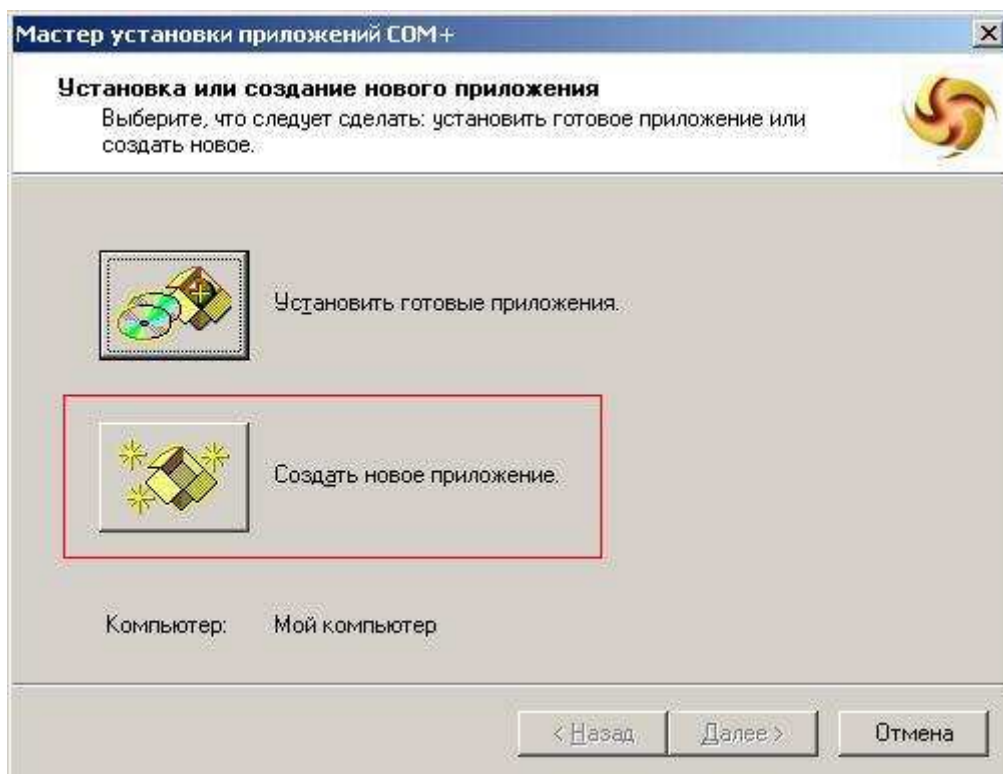 Мастер установки приложений COM+
Установка или создание нового приложения
Выберите, что следует сделать: установить готовое приложение или
создать новое.
Установить готовые приложения.
Создать новое приложение.
Компьютер: Мой компьютер
< Назад Далее > Отмена